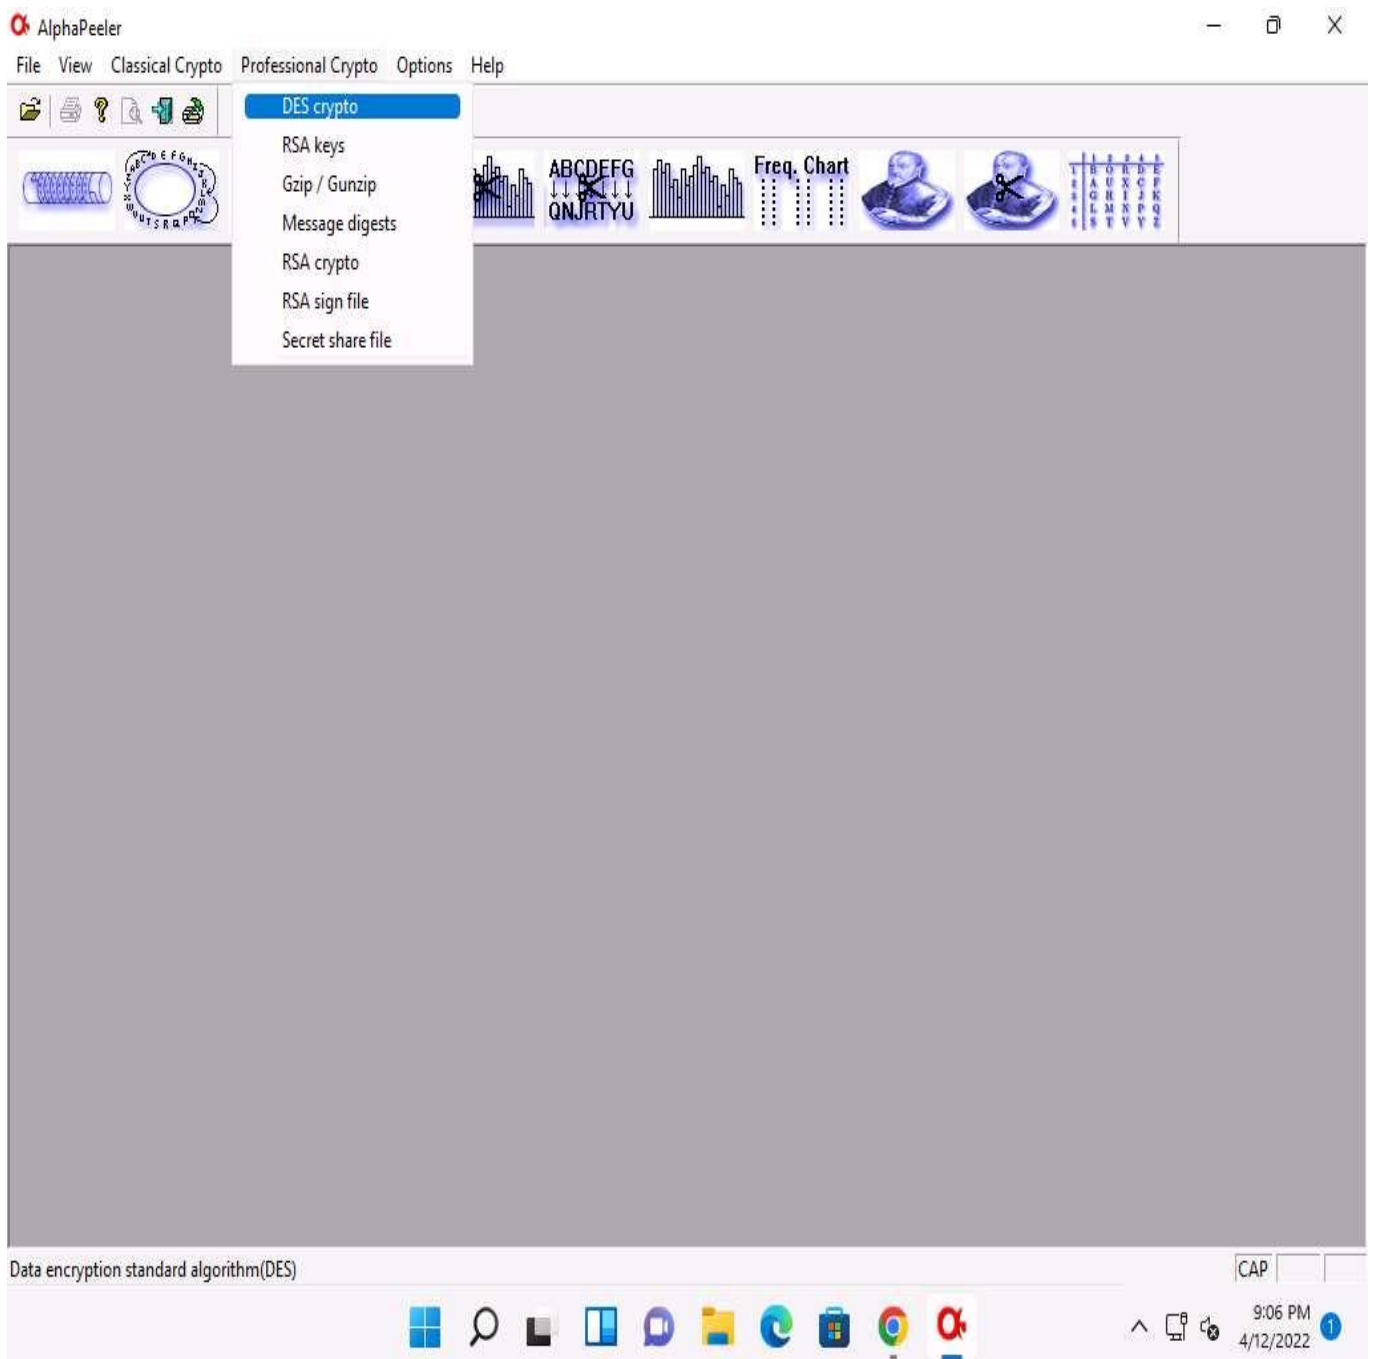 AlphaPeeler
File View Classical Crypto Professional Crypto Options Help
DES crypto
RSA keys
Gzip / Gunzip
Message digests
RSA crypto
RSA sign file
Secret share file
ABCDEFG
QNJRTYU
Freq. Chart
Data encryption standard algorithm(DES)
CAP
9:06 PM
4/12/2022
1